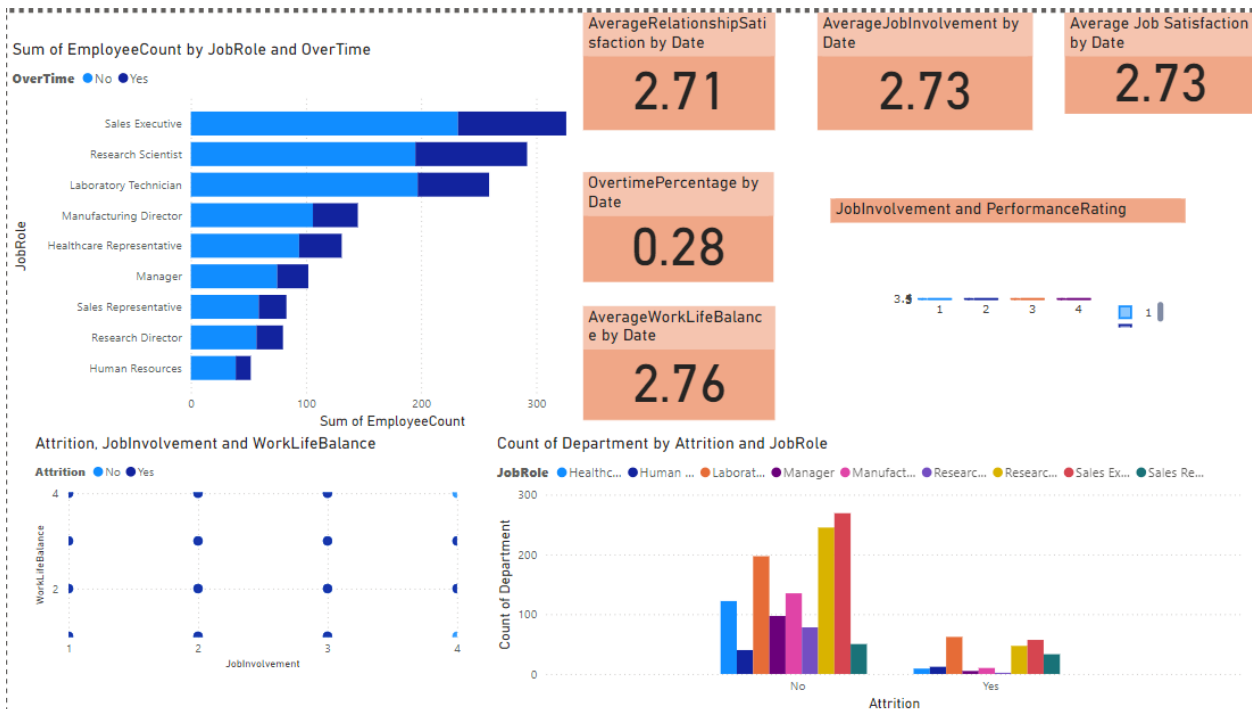 Sum of EmployeeCount by JobRole and OverTime
OverTime No Yes
JobRole
Sales Executive
Research Scientist
Laboratory Technician
Manufacturing Director
Healthcare Representative
Manager
Sales Representative
Research Director
Human Resources
0 100 200 300
Sum of EmployeeCount
AverageRelationshipSati
sfaction by Date
2.71
AverageJobInvolvement by
Date
2.73
Average Job Satisfaction
by Date
2.73
OvertimePercentage by
Date
0.28
JobInvolvement and PerformanceRating
1 2 3 4
1
AverageWorkLifeBalanc
e by Date
2.76
Attrition, JobInvolvement and WorkLifeBalance
Attrition No Yes
WorkLifeBalance
4
2
1 2 3 4
JobInvolvement
Count of Department by Attrition and JobRole
JobRole Healthc... Human ... Laborat... Manager Manufact... Researc... Researc... Sales Ex... Sales Re...
Count of Department
300
200
100
0
No Yes
Attrition